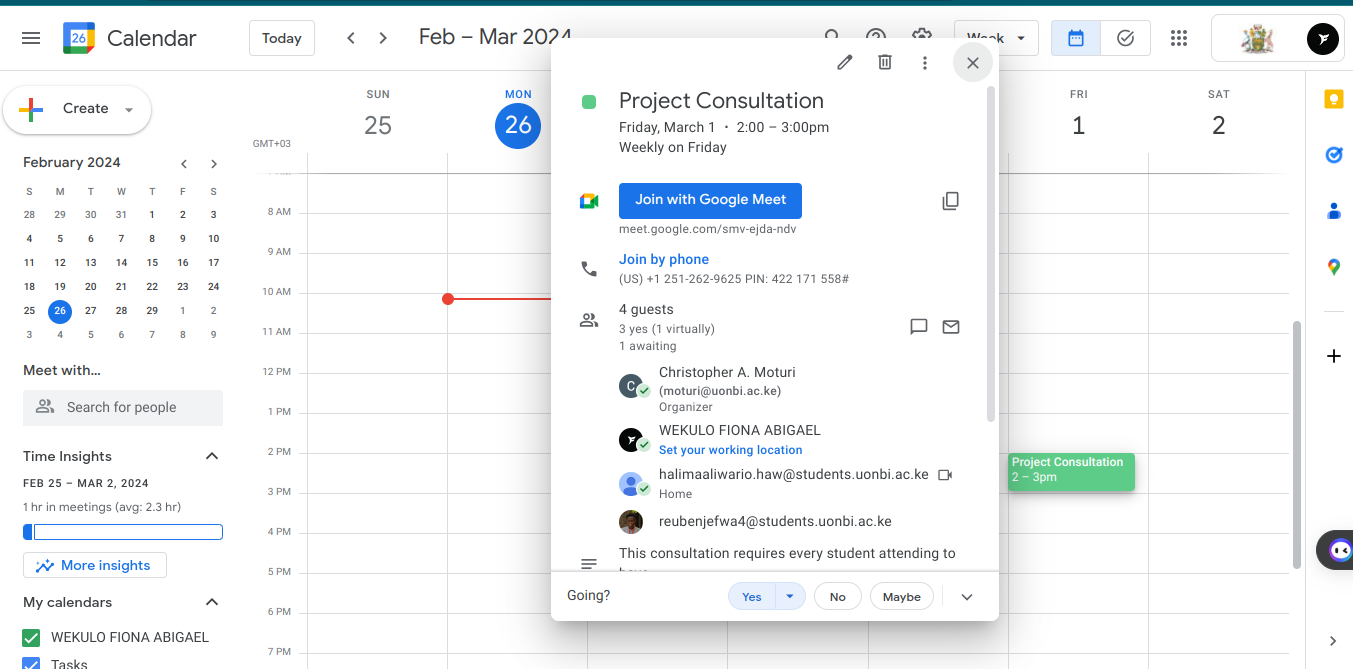 26
Calendar
Today
Feb – Mar 2024
Week
Create
GMT+03
SUN
25
MON
26
FRI
1
SAT
2
February 2024
S M T W T F S
28 29 30 31 1 2 3
4 5 6 7 8 9 10
11 12 13 14 15 16 17
18 19 20 21 22 23 24
25 26 27 28 29 1 2
3 4 5 6 7 8 9
Meet with...
Search for people
Time Insights
FEB 25 – MAR 2, 2024
1 hr in meetings (avg: 2.3 hr)
More insights
My calendars
WEKULO FIONA ABIGAEL
Tasks
8 AM
9 AM
10 AM
11 AM
12 PM
1 PM
2 PM
3 PM
4 PM
5 PM
6 PM
7 PM
Project Consultation
Friday, March 1 · 2:00 – 3:00pm
Weekly on Friday
Join with Google Meet
meet.google.com/smv-ejda-ndv
Join by phone
(US) +1 251-262-9625 PIN: 422 171 558#
4 guests
3 yes (1 virtually)
1 awaiting
C
Christopher A. Moturi
(moturi@uonbi.ac.ke)
Organizer
WEKULO FIONA ABIGAEL
Set your working location
halimaaliwario.haw@students.uonbi.ac.ke
Home
reubenjefwa4@students.uonbi.ac.ke
This consultation requires every student attending to
Going?
Yes
No
Maybe
Project Consultation
2 – 3pm